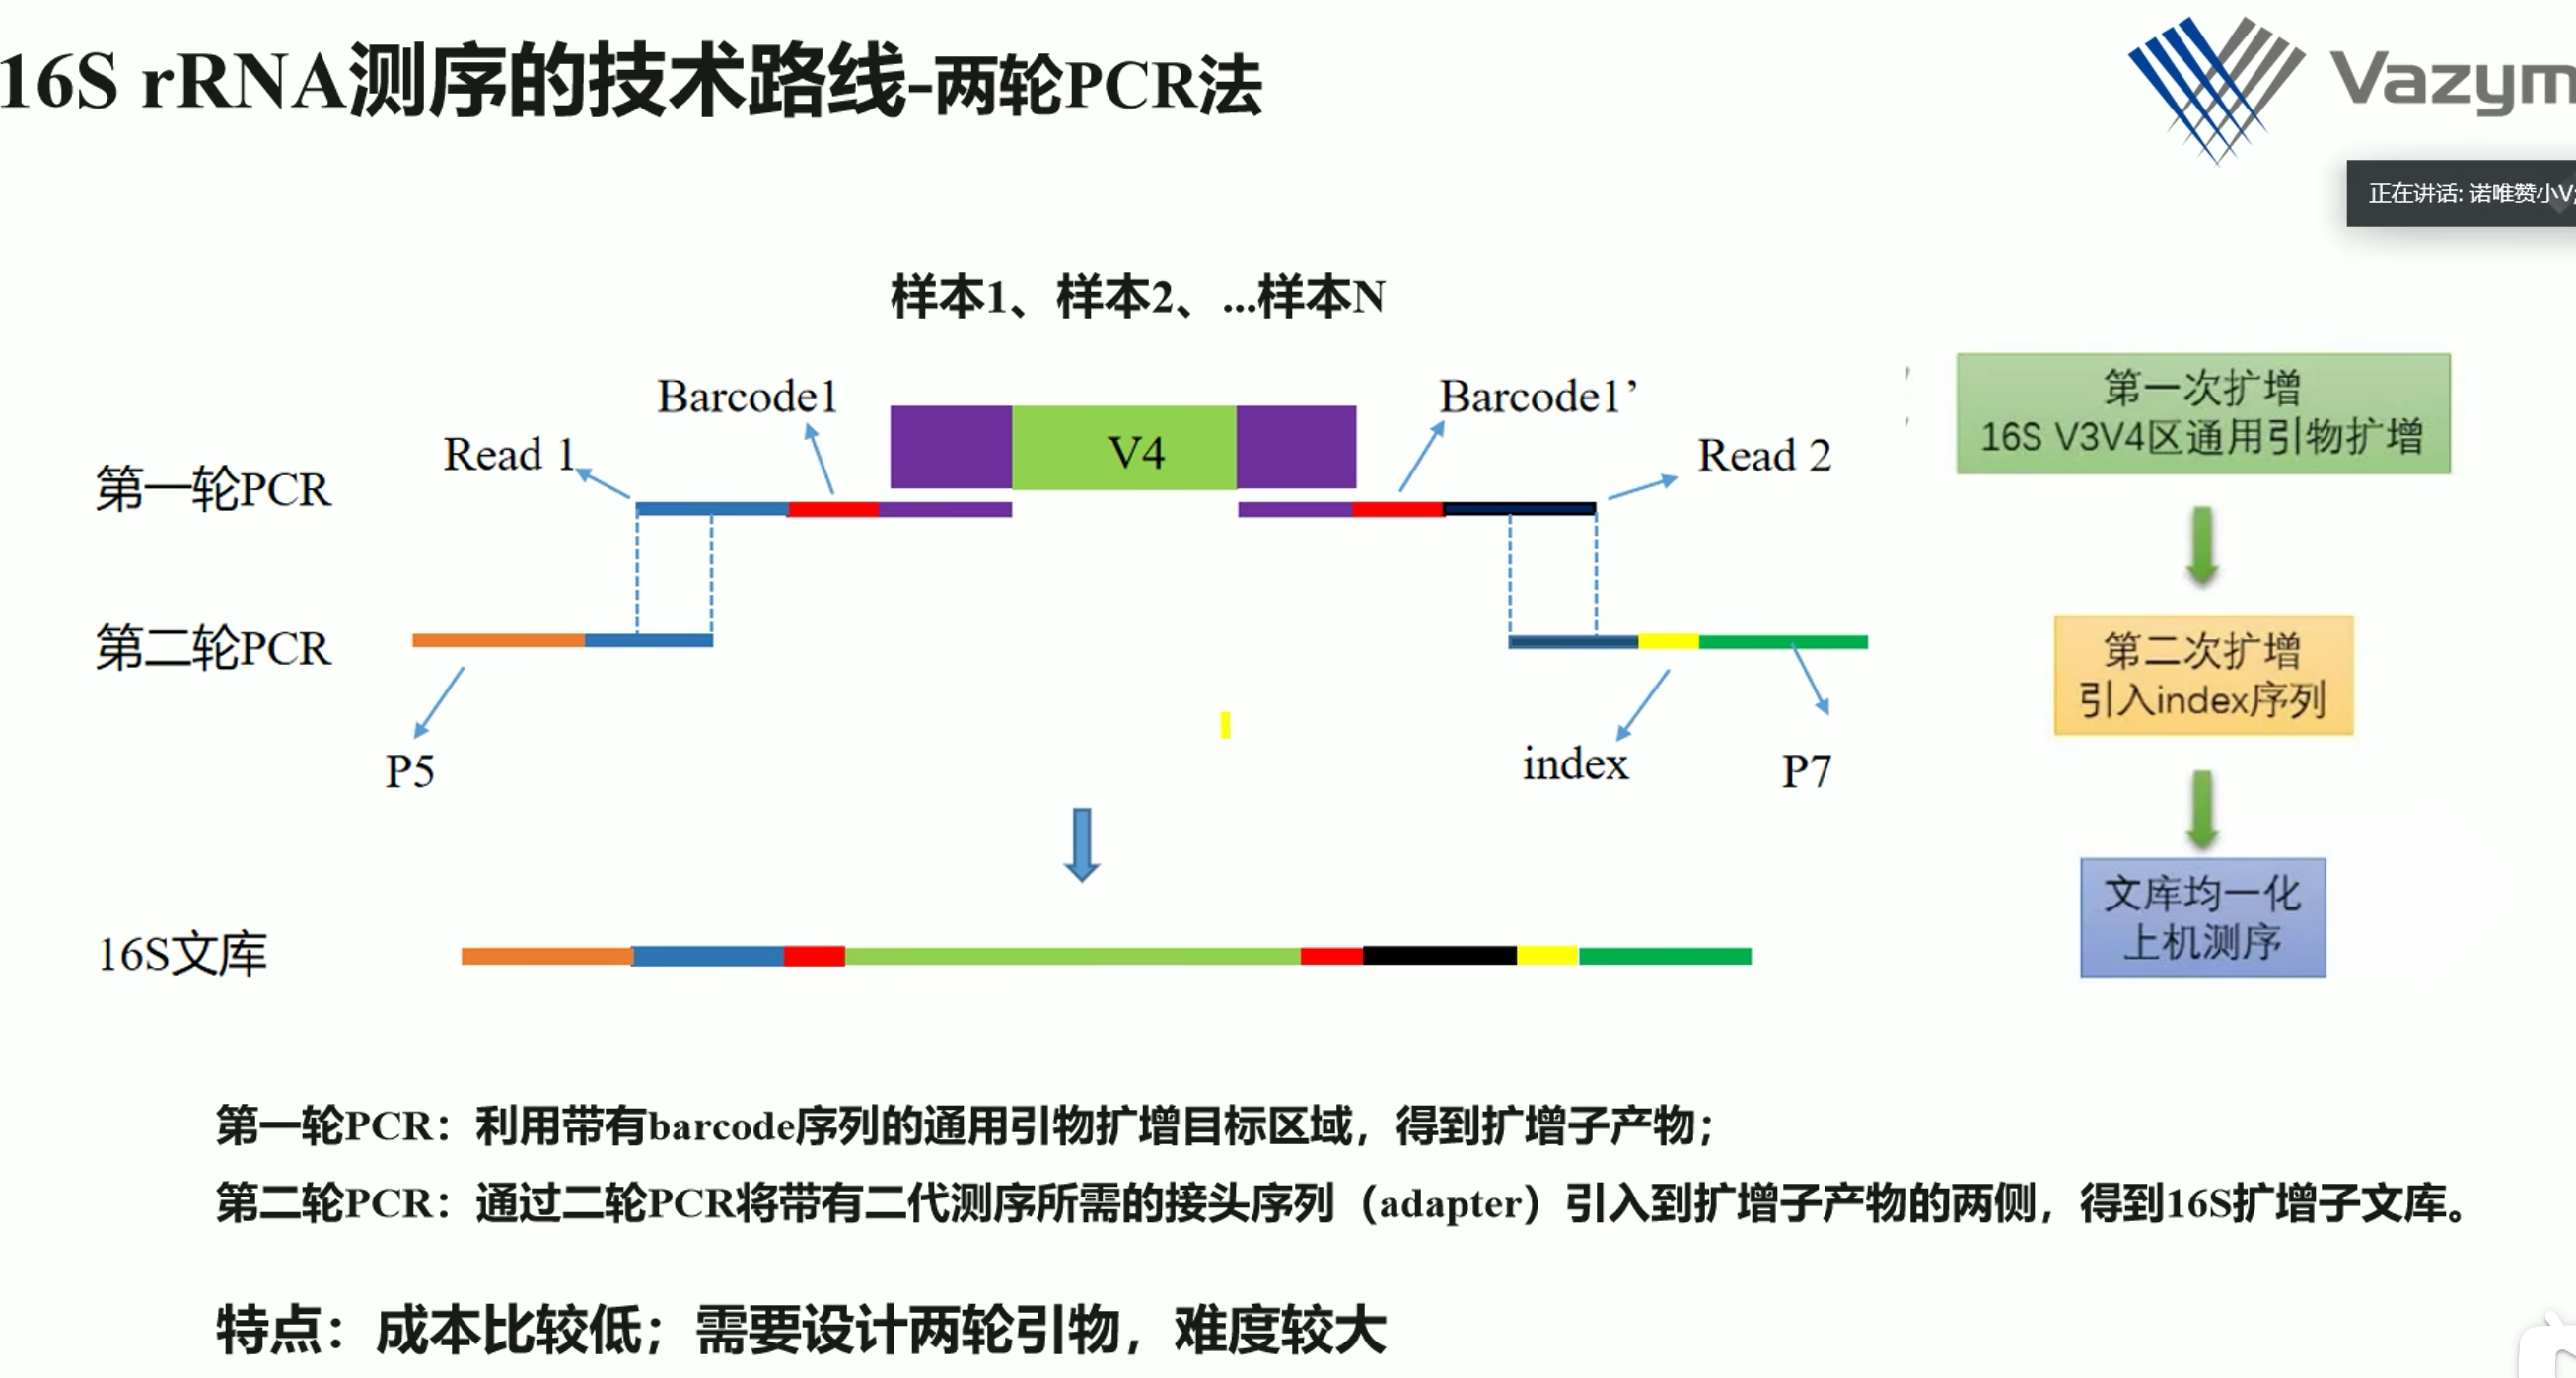 16S rRNA测序的技术路线-两轮PCR法
Vazym
正在讲话: 诺唯赞小V
样本1、样本2、...样本N
Barcode1
Barcode1’
Read 1
V4
Read 2
第一轮PCR
第二轮PCR
P5
index
P7
16S文库
第一次扩增
16S V3V4区通用引物扩增
第二次扩增
引入index序列
文库均一化
上机测序
第一轮PCR：利用带有barcode序列的通用引物扩增目标区域，得到扩增子产物；
第二轮PCR：通过二轮PCR将带有二代测序所需的接头序列（adapter）引入到扩增子产物的两侧，得到16S扩增子文库。
特点：成本比较低；需要设计两轮引物，难度较大